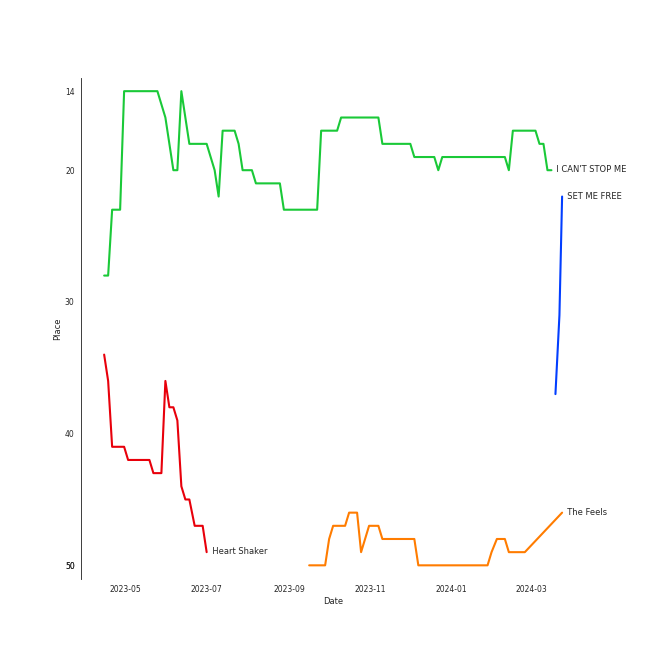 14
20
30
40
50
Place
I CAN'T STOP ME
SET ME FREE
Heart Shaker
The Feels
2023-05
2023-07
2023-09
2023-11
2024-01
2024-03
Date